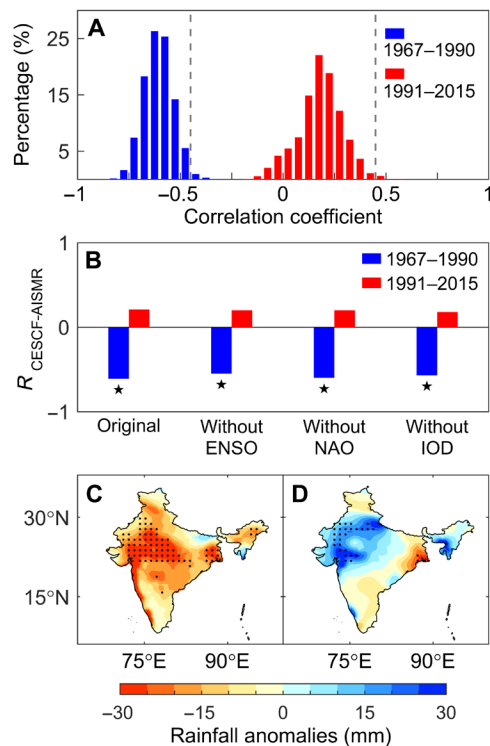 A
25
15
5
Percentage (%)
1967–1990
1991–2015
−1
−0.5
0
0.5
1
Correlation coefficient
B
1
0
−1
R CESCF-AISMR
1967–1990
1991–2015
★
★
★
★
Original
Without
ENSO
Without
NAO
Without
IOD
C
D
30°N
15°N
75°E
90°E
75°E
90°E
−30
−15
0
15
30
Rainfall anomalies (mm)